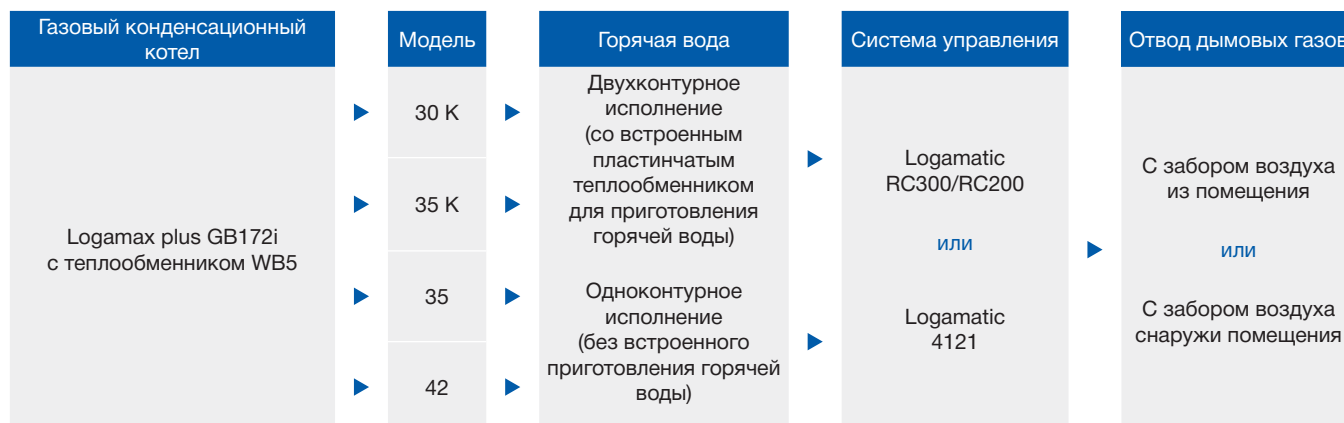 Газовый конденсационный
котел
Модель
Горячая вода
Система управления
Отвод дымовых газов
Logamax plus GB172i
с теплообменником WB5
30 K
35 K
35
42
Двухконтурное
исполнение
(со встроенным
пластинчатым
теплообменником
для приготовления
горячей воды)
Одноконтурное
исполнение
(без встроенного
приготовления горячей
воды)
Logamatic
RC300/RC200
или
Logamatic
4121
С забором воздуха
из помещения
или
С забором воздуха
снаружи помещения